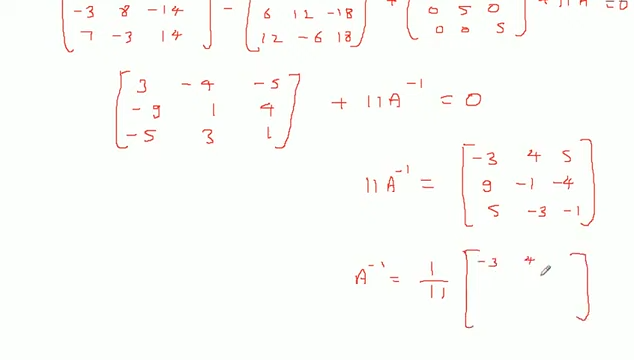 -3 8 -14 - 6 12 -18 + 0 5 0 =0
7 -3 14 12 -6 18 0 0 5
3 -4 -5
-9 1 4 + 11A⁻¹ = 0
-5 3 1
-3 4 5
11A⁻¹ = 9 -1 -4
5 -3 -1
A⁻¹ = 1/11 -3 4